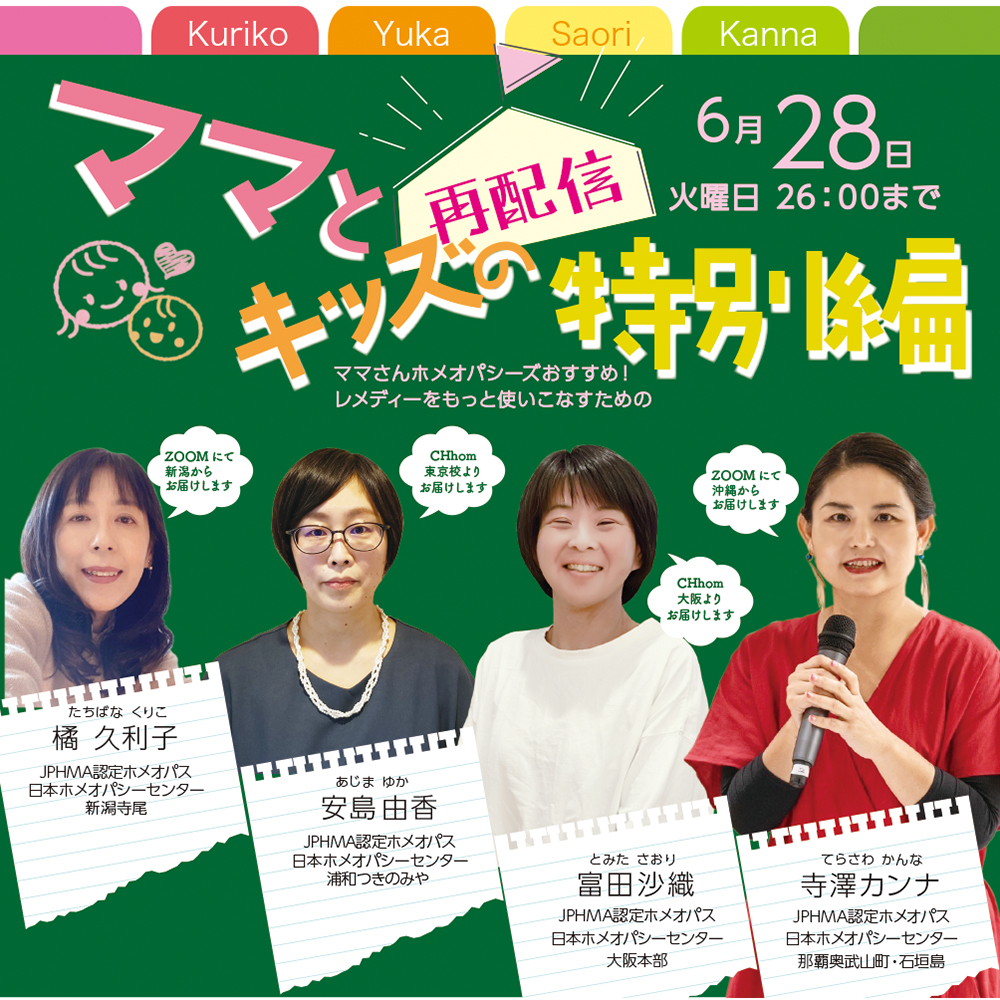 Kuriko
Yuka
Saori
Kanna
ママと
再配信
キッズの
特別編
6月28日
火曜日 26：00まで
ママさんホメオパシーズおすすめ！
レメディーをもっと使いこなすための
ZOOMにて
新潟から
お届けします
CHhom
東京校より
お届けします
CHhom
大阪より
お届けします
ZOOMにて
沖縄から
お届けします
たちばな くりこ
橘 久利子
JPHMA認定ホメオパス
日本ホメオパシーセンター
新潟寺尾
あじま ゆか
安島 由香
JPHMA認定ホメオパス
日本ホメオパシーセンター
浦和つきのみや
とみた さおり
富田 沙織
JPHMA認定ホメオパス
日本ホメオパシーセンター
大阪本部
てらさわ かんな
寺澤カンナ
JPHMA認定ホメオパス
日本ホメオパシーセンター
那覇奥武山町・石垣島